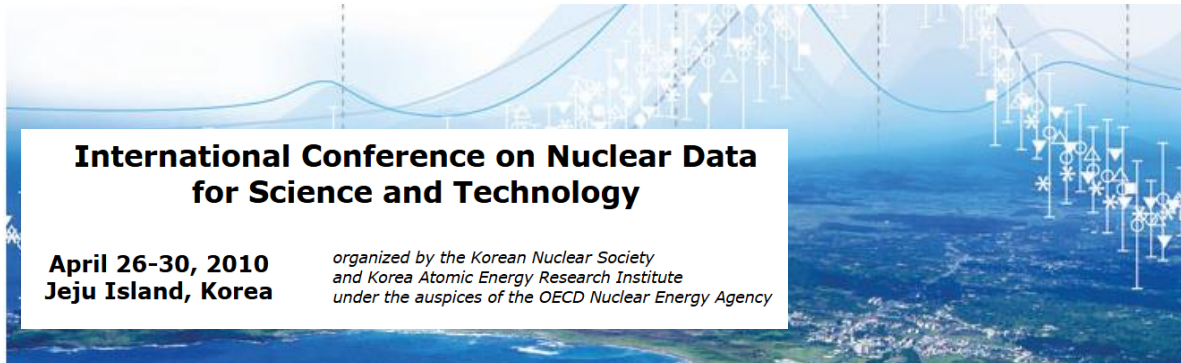 International Conference on Nuclear Data
for Science and Technology
April 26-30, 2010
Jeju Island, Korea
organized by the Korean Nuclear Society
and Korea Atomic Energy Research Institute
under the auspices of the OECD Nuclear Energy Agency